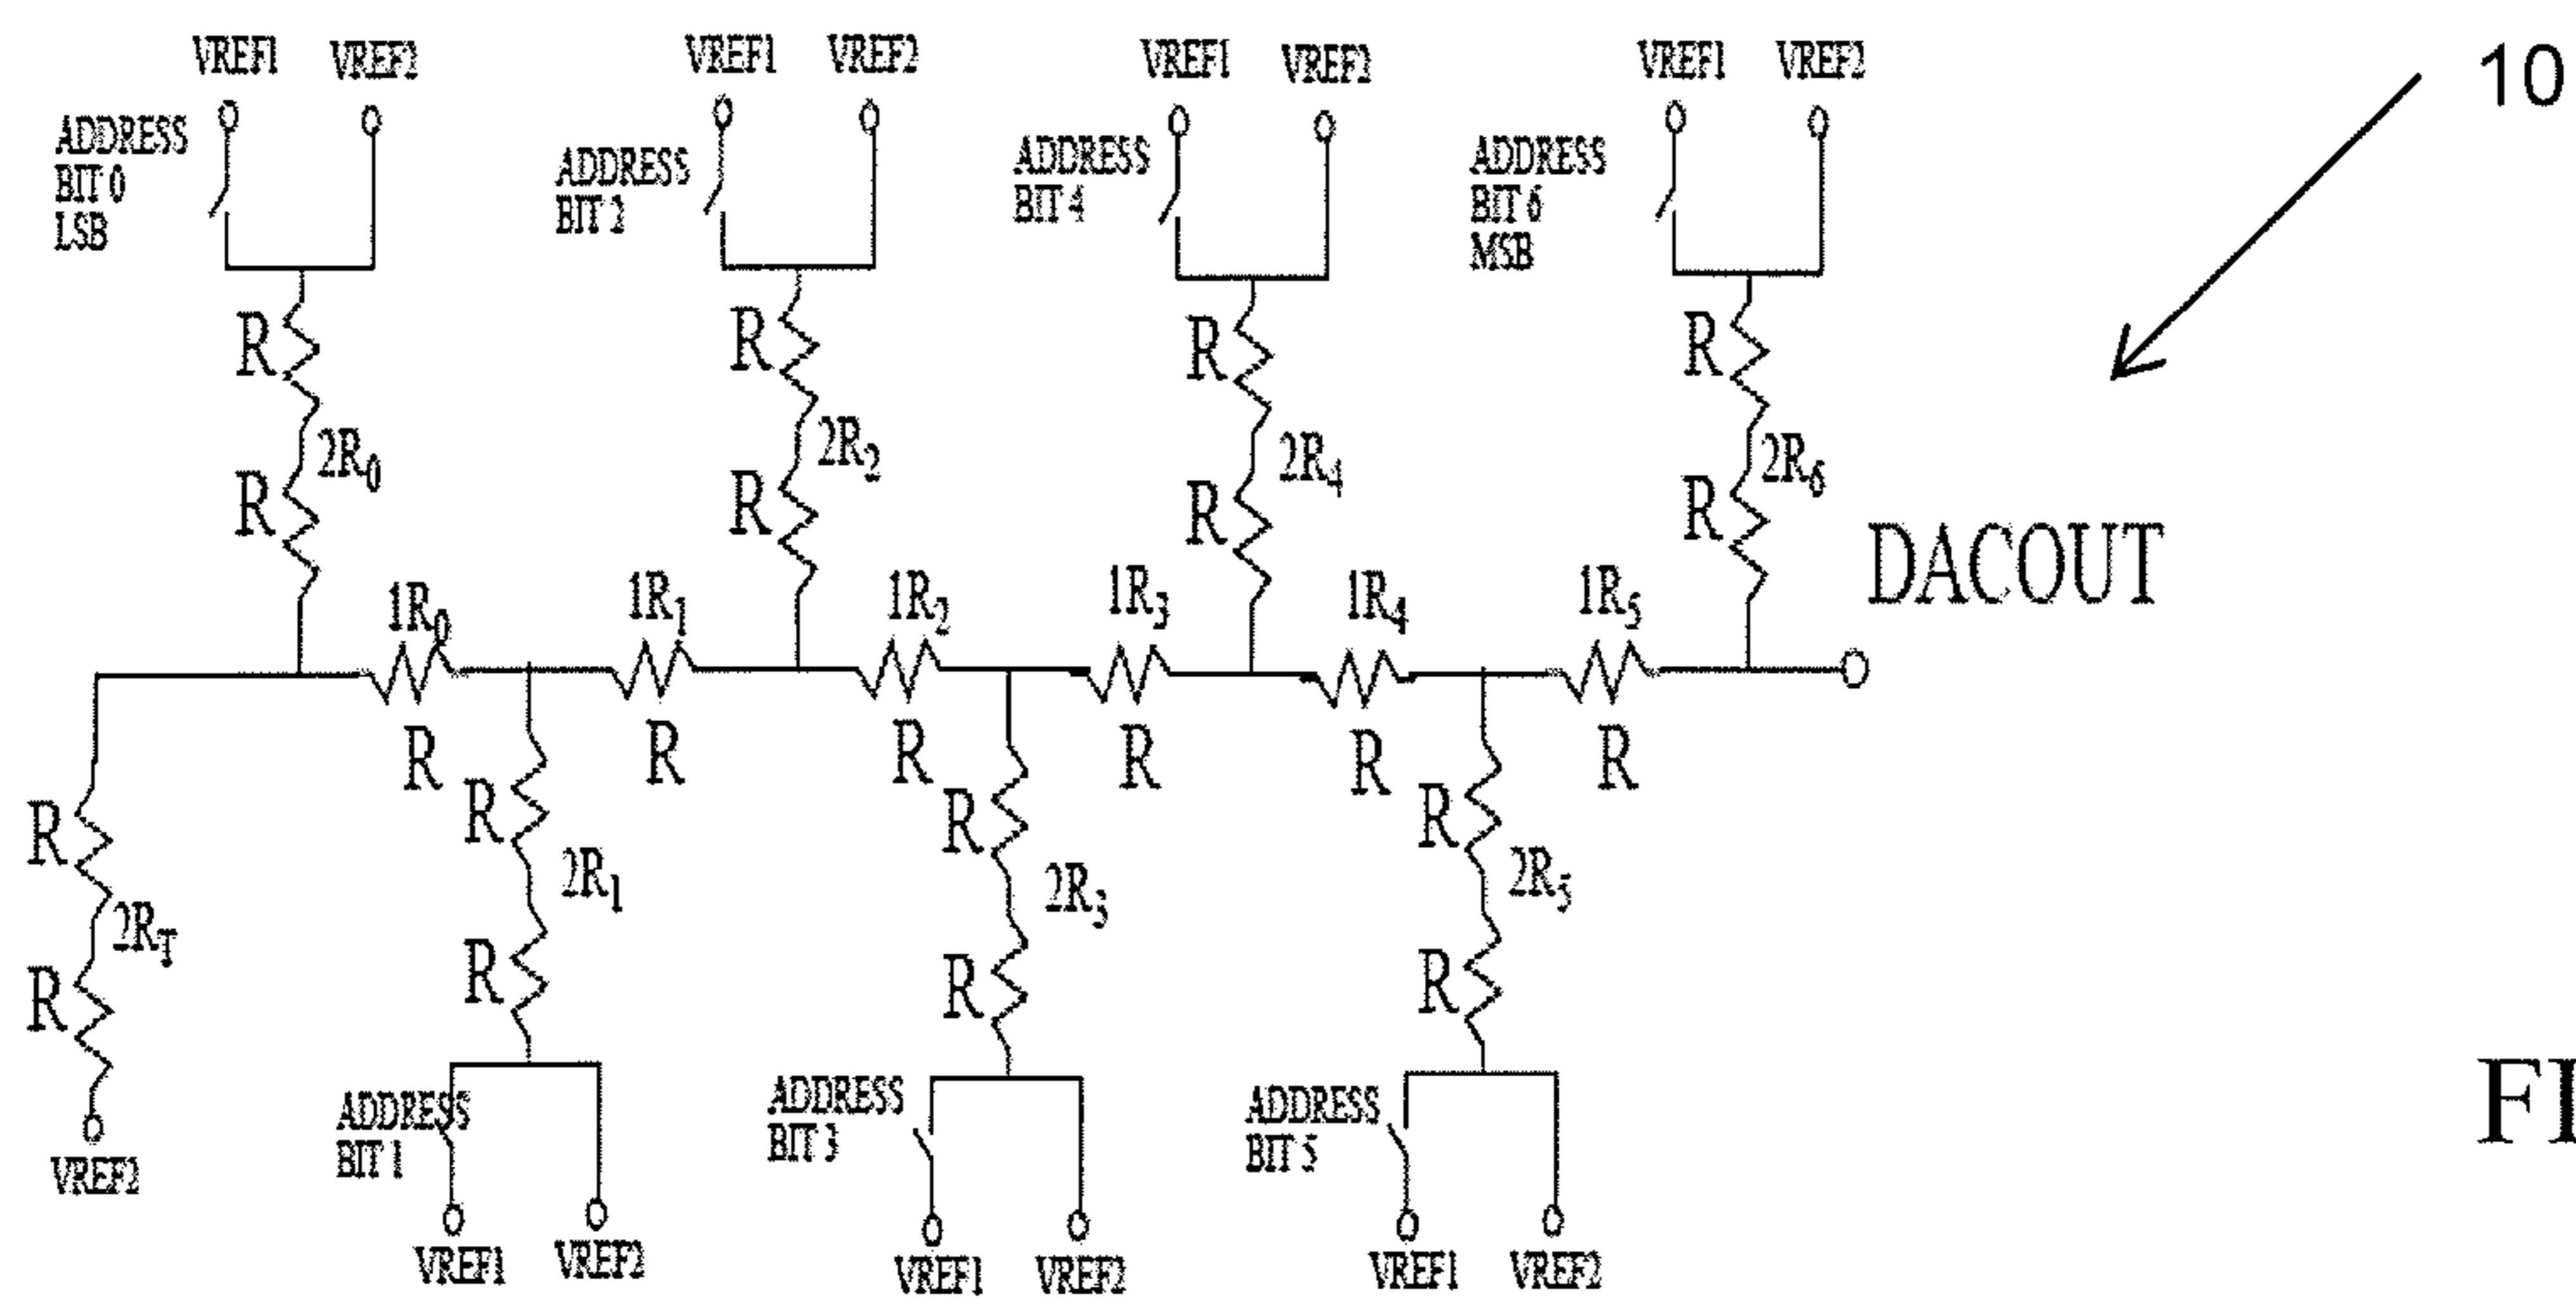 VREF1 VREF2 VREF1 VREF2 VREF1 VREF2 VREF1 VREF2
10
ADDRESS
BIT 0
LSB
ADDRESS
BIT 2
ADDRESS
BIT 4
ADDRESS
BIT 6
MSB
R R R R
2R0 2R2 2R4 2R6
R R R R
DACOUT
1R0 1R1 1R2 1R3 1R4 1R5
R R R R R R
R R R R
2RT 2R1 2R3 2R5
R R R R
ADDRESS
BIT 1
ADDRESS
BIT 3
ADDRESS
BIT 5
VREF2
VREF1 VREF2 VREF1 VREF2 VREF1 VREF2
FI